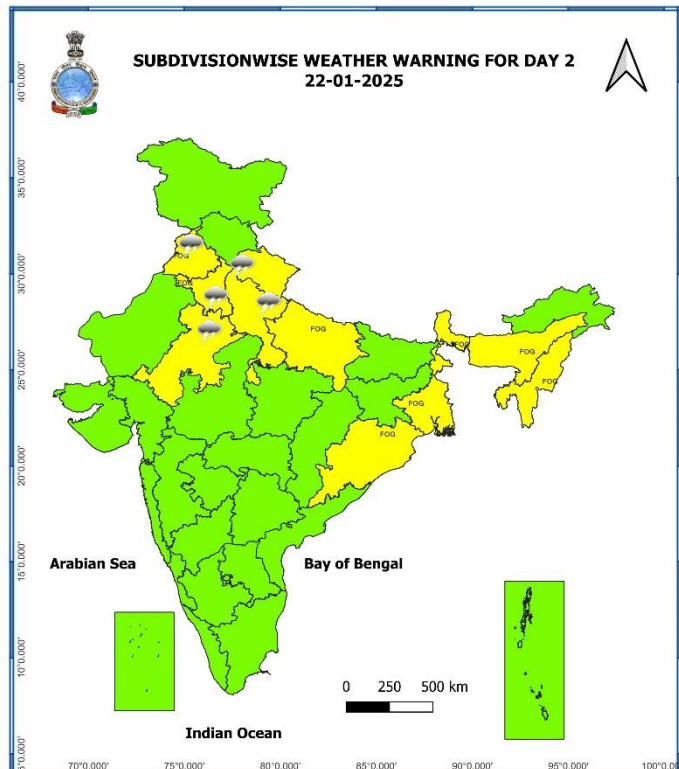 SUBDIVISIONWISE WEATHER WARNING FOR DAY 2
22-01-2025
40°0.000'
35°0.000'
FOG
30°0.000'
FOG
FOG
FOG
FOG
25°0.000'
FOG
FOG
FOG
20°0.000'
Arabian Sea
Bay of Bengal
15°0.000'
10°0.000'
0 250 500 km
Indian Ocean
5°0.000'
70°0.000' 75°0.000' 80°0.000' 85°0.000' 90°0.000' 95°0.000'